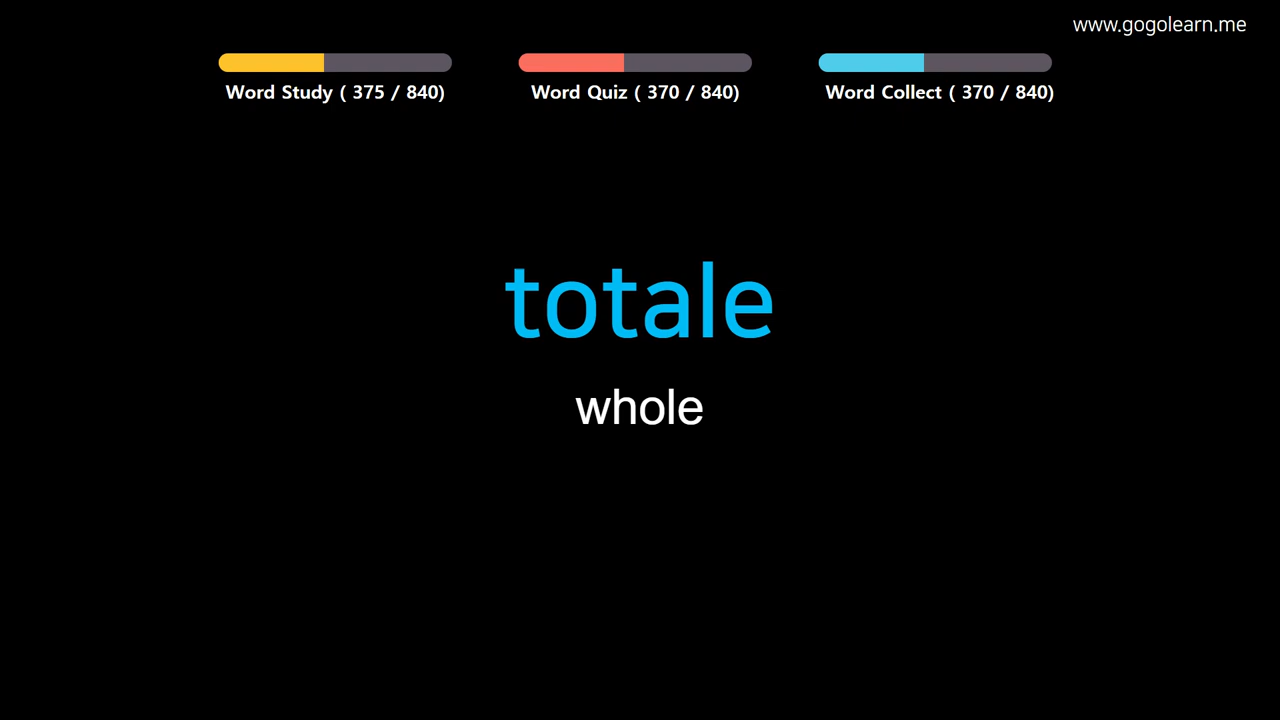 www.gogolearn.me
Word Study ( 375 / 840)
Word Quiz ( 370 / 840)
Word Collect ( 370 / 840)
totale
whole